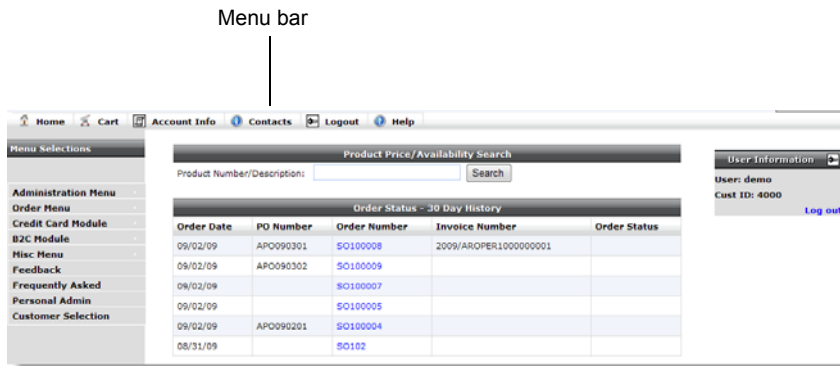 Menu bar
Home Cart Account Info Contacts Logout Help
Menu Selections
Administration Menu
Order Menu
Credit Card Module
B2C Module
Misc Menu
Feedback
Frequently Asked
Personal Admin
Customer Selection
Product Price/Availability Search
Product Number/Description: Search
Order Status - 30 Day History
Order Date PO Number Order Number Invoice Number Order Status
09/02/09 APO090301 SO100008 2009/AROPER1000000001
09/02/09 APO090302 SO100009
09/02/09 SO100007
09/02/09 SO100005
09/02/09 APO090201 SO100004
08/31/09 SO102
User Information
User: demo
Cust ID: 4000
Log out